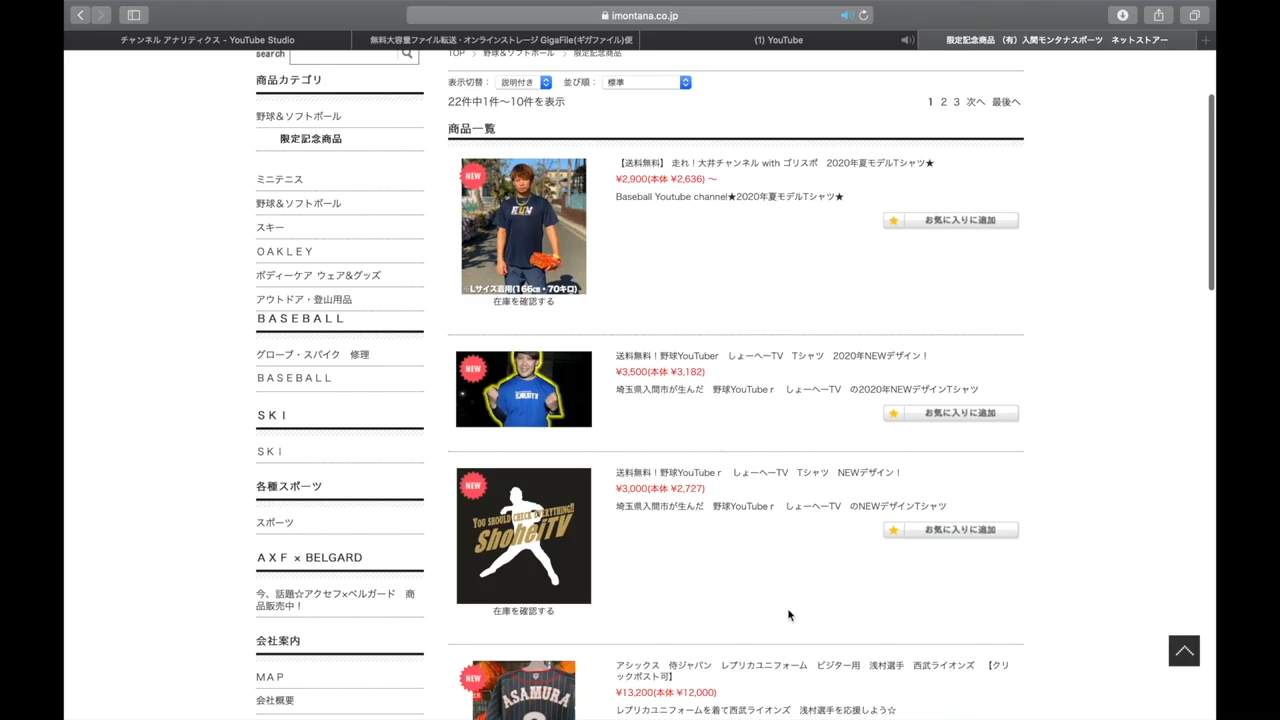 imontana.co.jp
チャンネル アナリティクス - YouTube Studio
無料大容量ファイル転送・オンラインストレージ GigaFile(ギガファイル)便
(1) YouTube
限定記念商品 （有）入間モンタナスポーツ ネットストアー
search
TOP > 野球＆ソフトボール > 限定記念商品
商品カテゴリ
野球＆ソフトボール
限定記念商品
ミニテニス
野球＆ソフトボール
スキー
ＯＡＫＬＥＹ
ボディーケア ウェア&グッズ
アウトドア・登山用品
ＢＡＳＥＢＡＬＬ
グローブ・スパイク 修理
ＢＡＳＥＢＡＬＬ
ＳＫＩ
ＳＫＩ
各種スポーツ
スポーツ
ＡＸＦ × BELGARD
今、話題☆アクセフ×ベルガード 商
品販売中！
会社案内
ＭＡＰ
会社概要
表示切替： 説明付き 並び順： 標準
22件中1件～10件を表示
1 2 3 次へ 最後へ
商品一覧
NEW
※Lサイズ着用(166㎝・70キロ)
在庫を確認する
【送料無料】 走れ！大井チャンネル with ゴリスポ 2020年夏モデルTシャツ★
¥2,900(本体 ¥2,636) ～
Baseball Youtube channel★2020年夏モデルTシャツ★
お気に入りに追加
NEW
SHOHEITV
送料無料！野球YouTuber しょーへーTV Tシャツ 2020年NEWデザイン！
¥3,500(本体 ¥3,182)
埼玉県入間市が生んだ 野球YouTubeｒ しょーへーTV の2020年NEWデザインTシャツ
お気に入りに追加
NEW
YOU SHOULD CHECK EVERYTHING!!
ShoheiTV
在庫を確認する
送料無料！野球YouTubeｒ しょーへーTV Tシャツ NEWデザイン！
¥3,000(本体 ¥2,727)
埼玉県入間市が生んだ 野球YouTubeｒ しょーへーTV のNEWデザインTシャツ
お気に入りに追加
NEW
ASAMURA
アシックス 侍ジャパン レプリカユニフォーム ビジター用 浅村選手 西武ライオンズ 【クリ
ックポスト可】
¥13,200(本体 ¥12,000)
レプリカユニフォームを着て西武ライオンズ 浅村選手を応援しよう☆